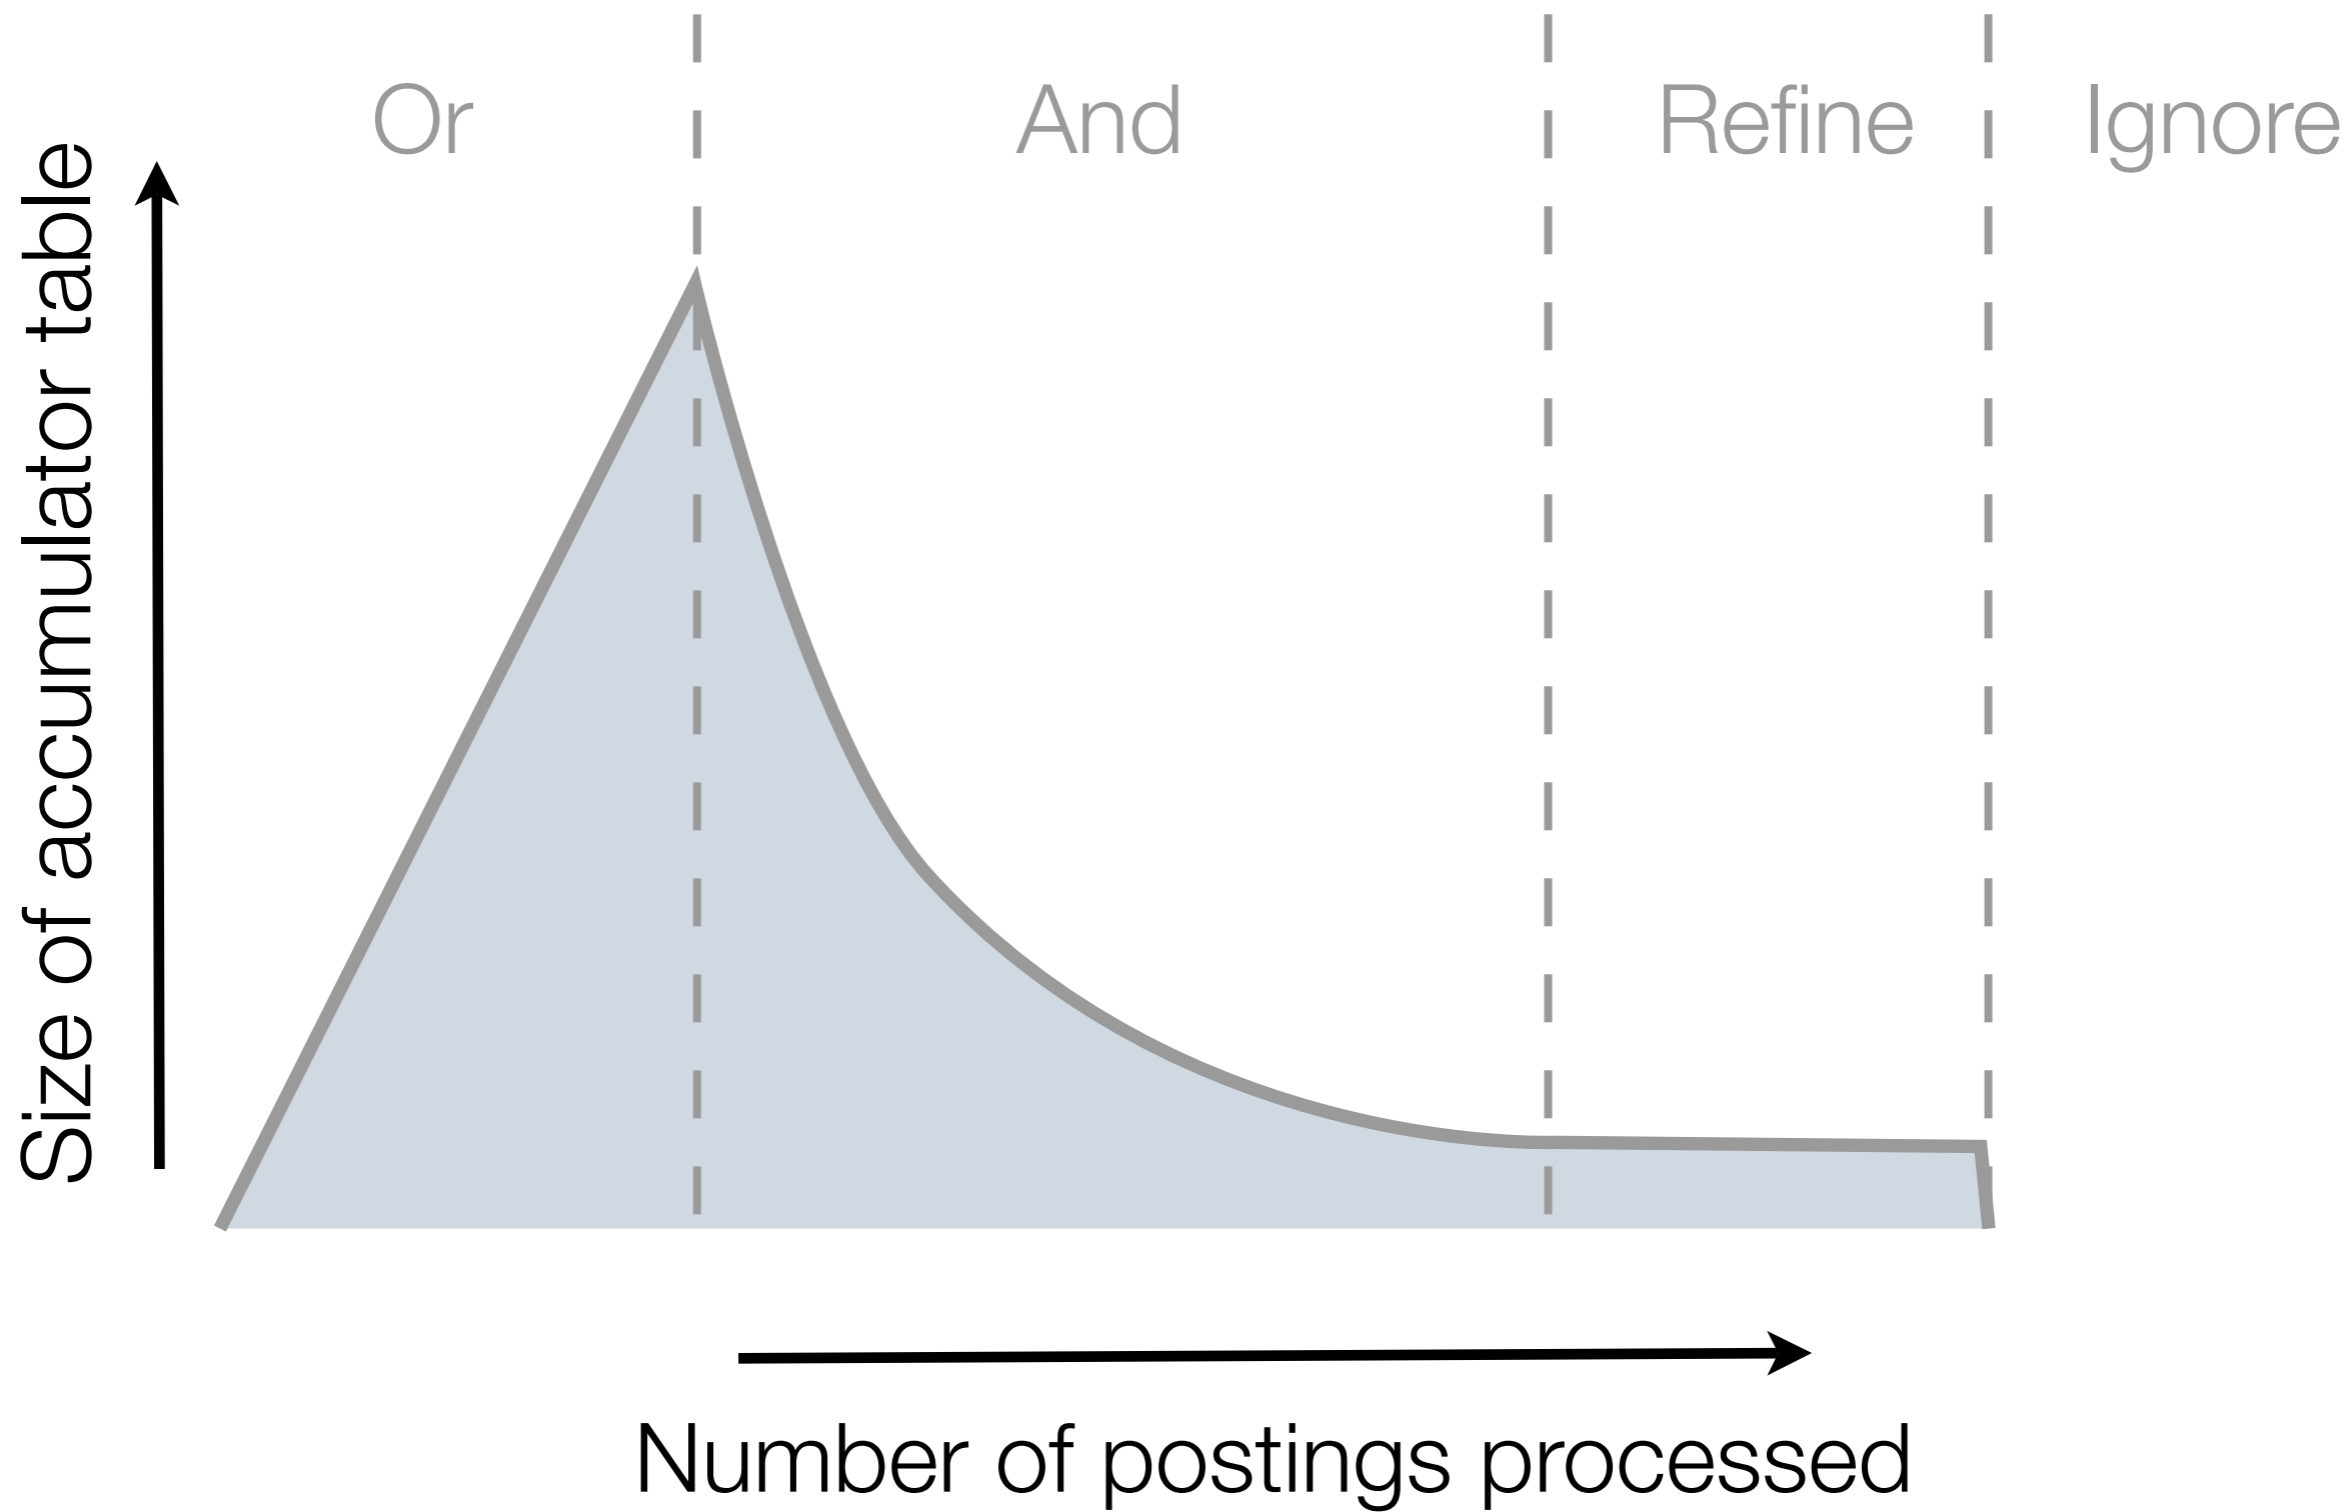 Or
And
Refine
Ignore
Size of accumulator table
Number of postings processed